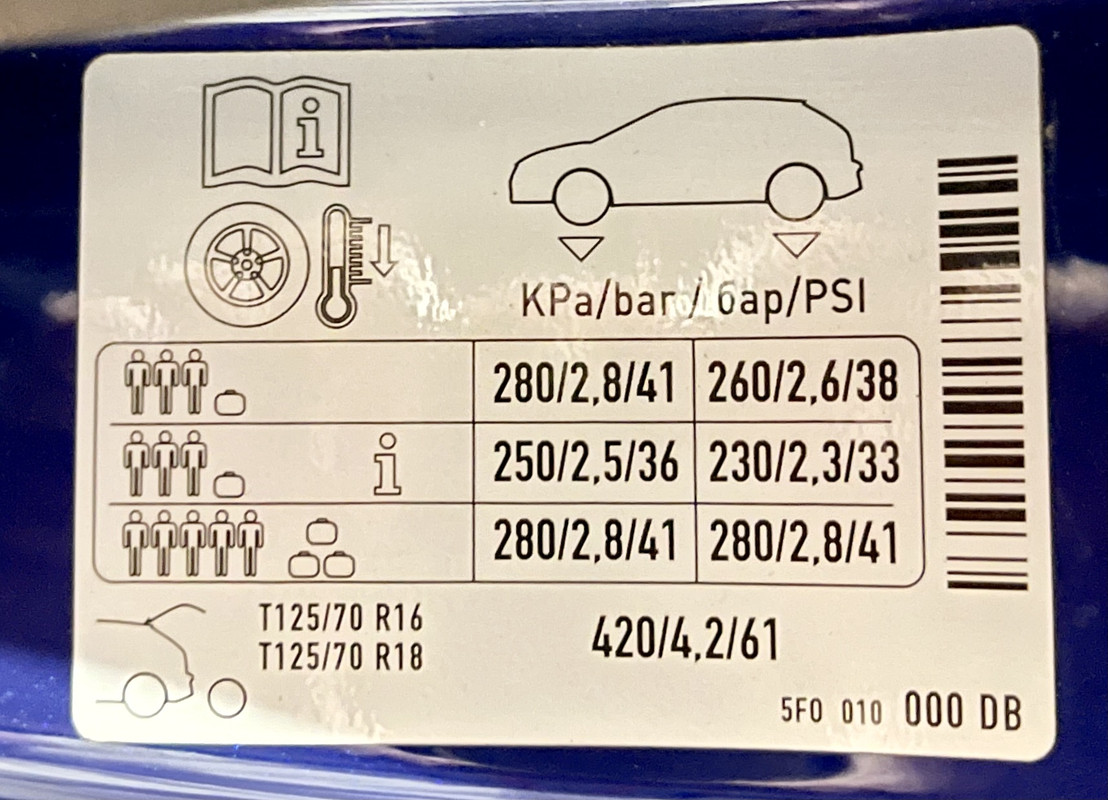 i
KPa/bar/бар/PSI
280/2,8/41 260/2,6/38
i 250/2,5/36 230/2,3/33
280/2,8/41 280/2,8/41
T125/70 R16
T125/70 R18
420/4,2/61
5F0 010 000 DB